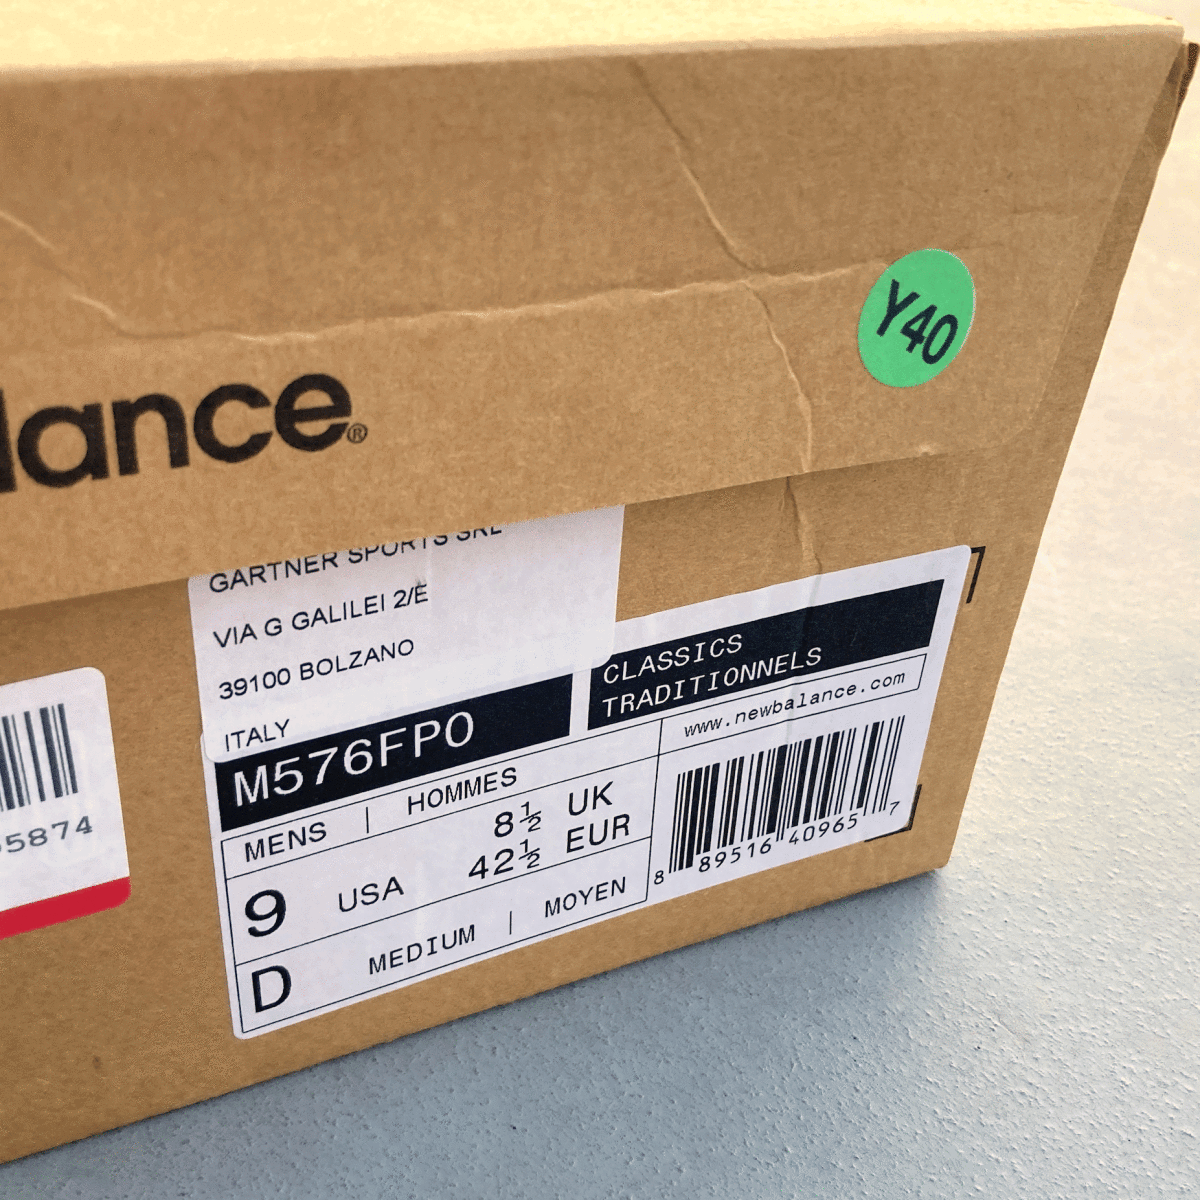 Y40
lance®
GARTNER SPORTS SRL
VIA G GALILEI 2/E
39100 BOLZANO
ITALY
CLASSICS
TRADITIONNELS
www.newbalance.com
M576FPO
MENS | HOMMES
8½ UK
9 USA
42½ EUR
D MEDIUM | MOYEN
8 89516 40965 7
5874